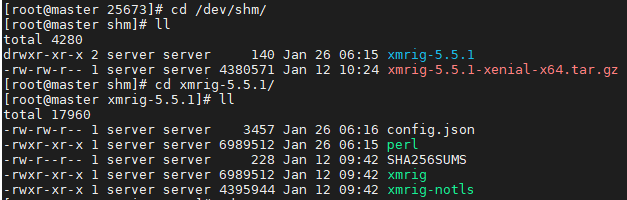 [root@master 25673]# cd /dev/shm/
[root@master shm]# ll
total 4280
drwxr-xr-x 2 server server     140 Jan 26 06:15 xmrig-5.5.1
-rw-rw-r-- 1 server server 4380571 Jan 12 10:24 xmrig-5.5.1-xenial-x64.tar.gz
[root@master shm]# cd xmrig-5.5.1/
[root@master xmrig-5.5.1]# ll
total 17960
-rw-rw-r-- 1 server server    3457 Jan 26 06:16 config.json
-rwxr-xr-x 1 server server 6989512 Jan 26 06:15 perl
-rw-r--r-- 1 server server     228 Jan 12 09:42 SHA256SUMS
-rwxr-xr-x 1 server server 6989512 Jan 12 09:42 xmrig
-rwxr-xr-x 1 server server 4395944 Jan 12 09:42 xmrig-notls